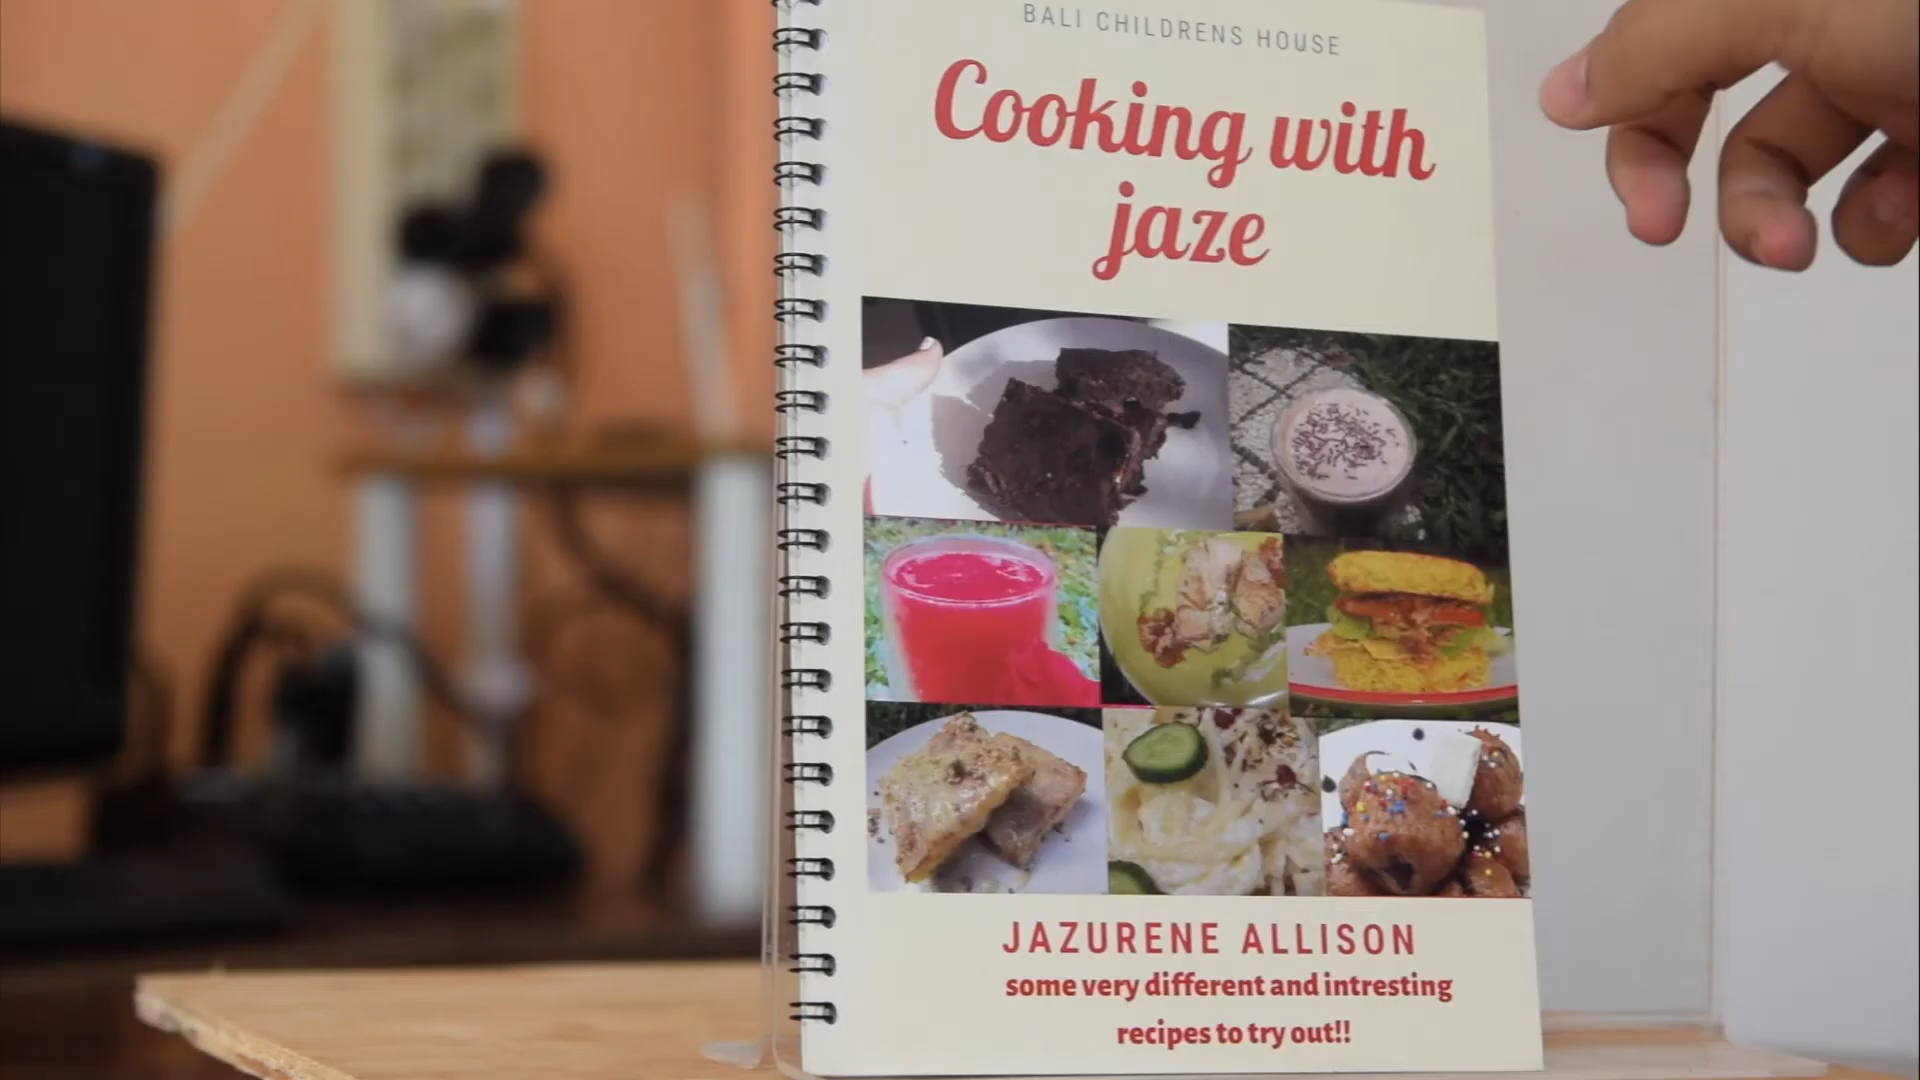 BALI CHILDRENS HOUSE
Cooking with
jaze
JAZURENE ALLISON
some very different and intresting
recipes to try out!!